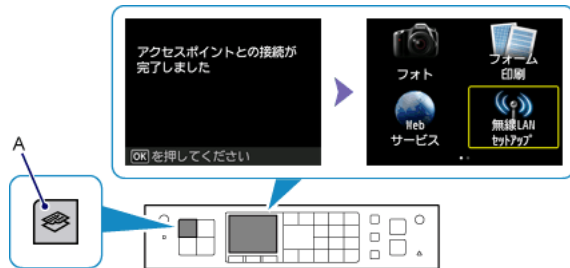 アクセスポイントとの接続が
完了しました
OKを押してください
フォト
フォーム
印刷
Web
サービス
無線LAN
セットアップ
A